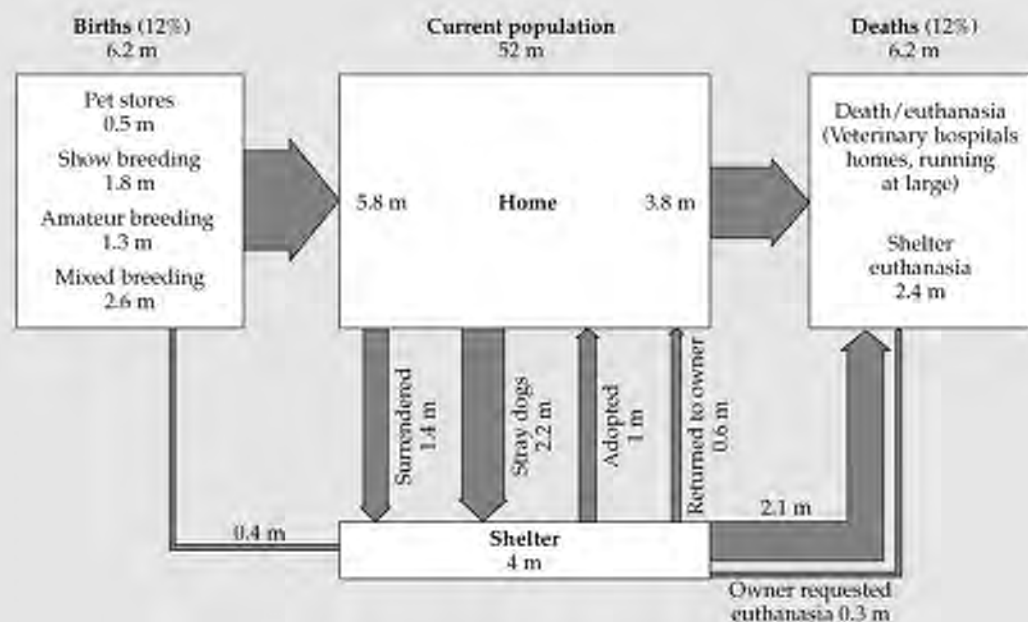 Births (12%)
6.2 m
Pet stores
0.5 m
Show breeding
1.8 m
Amateur breeding
1.3 m
Mixed breeding
2.6 m
Current population
52 m
5.8 m
Home
3.8 m
Deaths (12%)
6.2 m
Death/euthanasia
(Veterinary hospitals
homes, running
at large)
Shelter
euthanasia
2.4 m
Surrendered
1.4 m
Stray dogs
2.2 m
Adopted
1 m
Returned to owner
0.6 m
0.4 m
Shelter
4 m
2.1 m
Owner requested
euthanasia 0.3 m